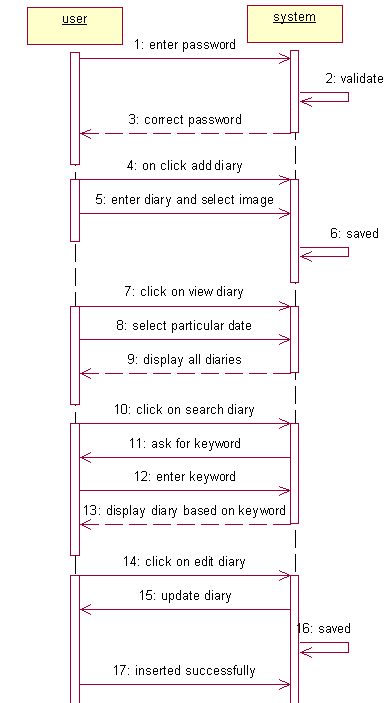 user
system
1: enter password
2: validate
3: correct password
4: on click add diary
5: enter diary and select image
6: saved
7: click on view diary
8: select particular date
9: display all diaries
10: click on search diary
11: ask for keyword
12: enter keyword
13: display diary based on keyword
14: click on edit diary
15: update diary
16: saved
17: inserted successfully